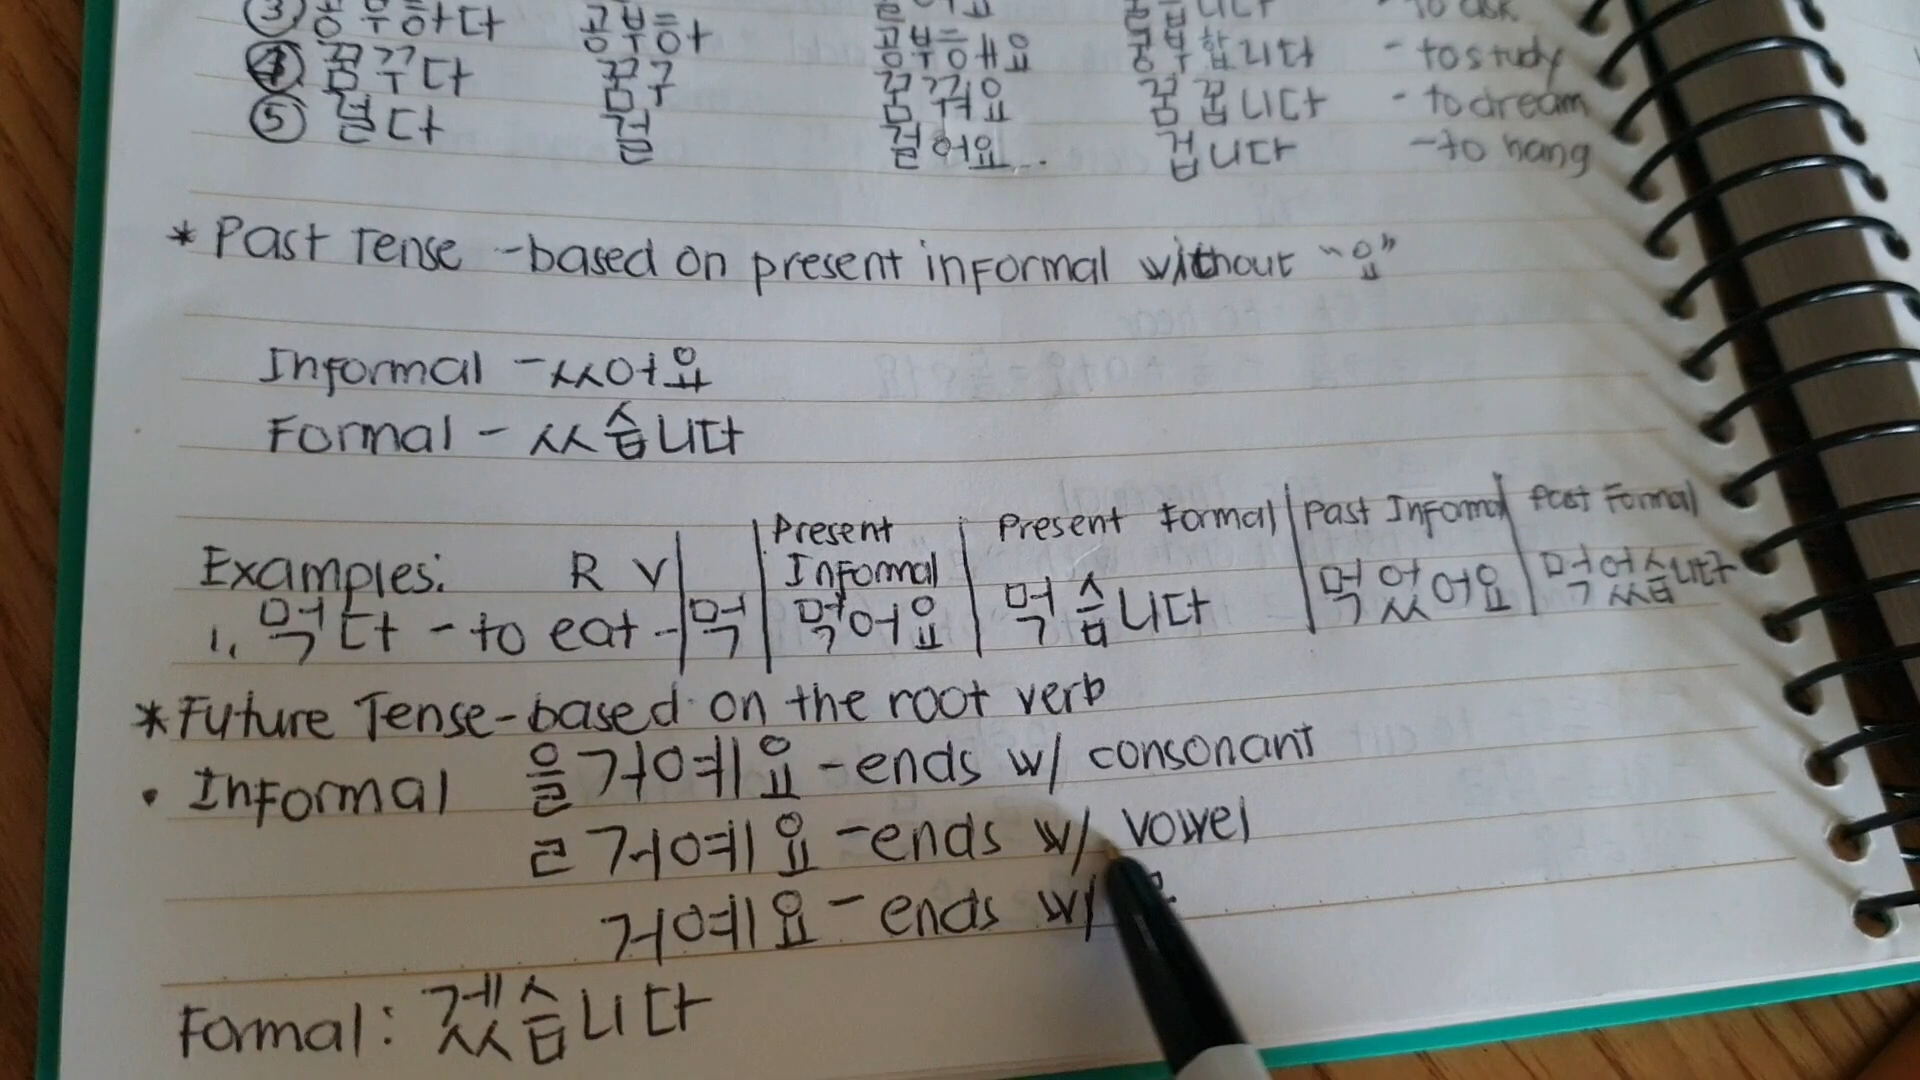 ③ 공부하다 공부하 공부해요 공부합니다 - to study
④ 꿈꾸다 꿈꾸 꿈꿔요 꿈꿉니다 - to dream
⑤ 걸다 걸 걸어요.. 겁니다 - to hang
* Past Tense - based on present informal without "요"
Informal - ㅆ어요
Formal - ㅆ습니다
Examples: R V | Present Informal | Present Formal | Past Informal | Past Formal
1. 먹다 - to eat - | 먹 | 먹어요 | 먹습니다 | 먹었어요 | 먹었습니다
* Future Tense - based on the root verb
• Informal 을거예요 - ends w/ consonant
ㄹ거예요 - ends w/ vowel
거예요 - ends w/
Formal: 겠습니다